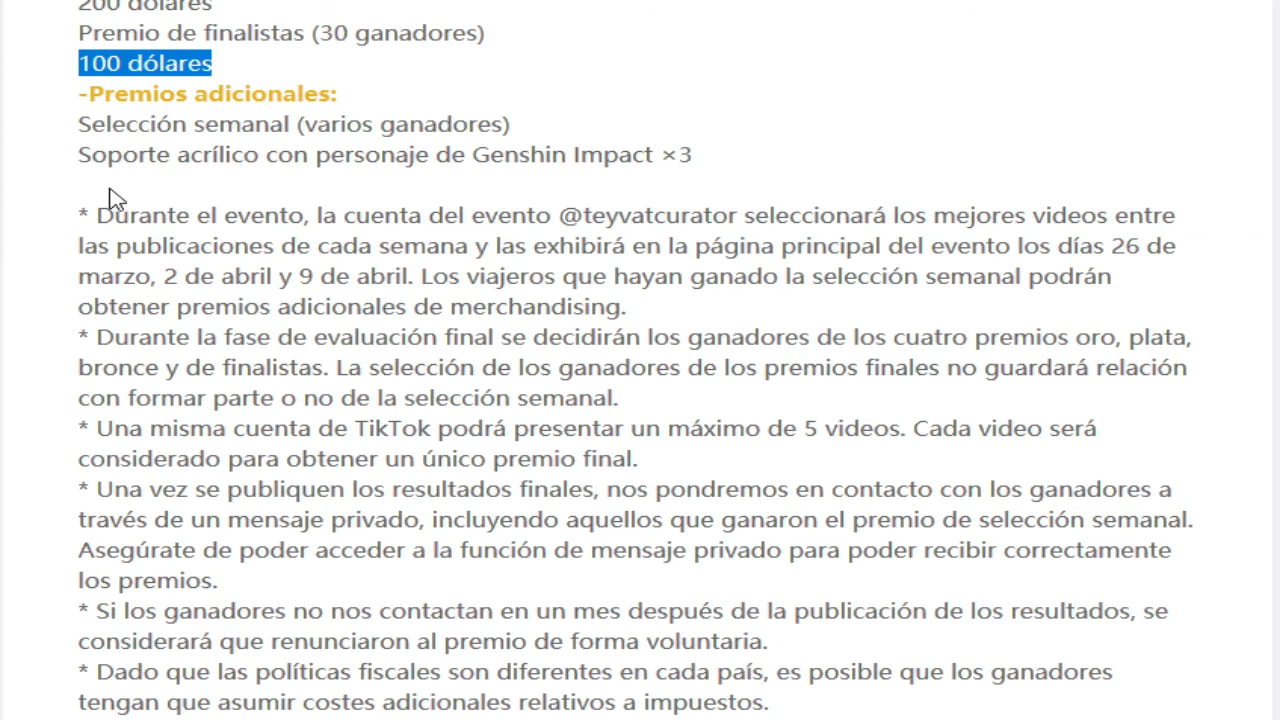 200 dólares
Premio de finalistas (30 ganadores)
100 dólares
-Premios adicionales:
Selección semanal (varios ganadores)
Soporte acrílico con personaje de Genshin Impact ×3
* Durante el evento, la cuenta del evento @teyvatcurator seleccionará los mejores videos entre
las publicaciones de cada semana y las exhibirá en la página principal del evento los días 26 de
marzo, 2 de abril y 9 de abril. Los viajeros que hayan ganado la selección semanal podrán
obtener premios adicionales de merchandising.
* Durante la fase de evaluación final se decidirán los ganadores de los cuatro premios oro, plata,
bronce y de finalistas. La selección de los ganadores de los premios finales no guardará relación
con formar parte o no de la selección semanal.
* Una misma cuenta de TikTok podrá presentar un máximo de 5 videos. Cada video será
considerado para obtener un único premio final.
* Una vez se publiquen los resultados finales, nos pondremos en contacto con los ganadores a
través de un mensaje privado, incluyendo aquellos que ganaron el premio de selección semanal.
Asegúrate de poder acceder a la función de mensaje privado para poder recibir correctamente
los premios.
* Si los ganadores no nos contactan en un mes después de la publicación de los resultados, se
considerará que renunciaron al premio de forma voluntaria.
* Dado que las políticas fiscales son diferentes en cada país, es posible que los ganadores
tengan que asumir costes adicionales relativos a impuestos.